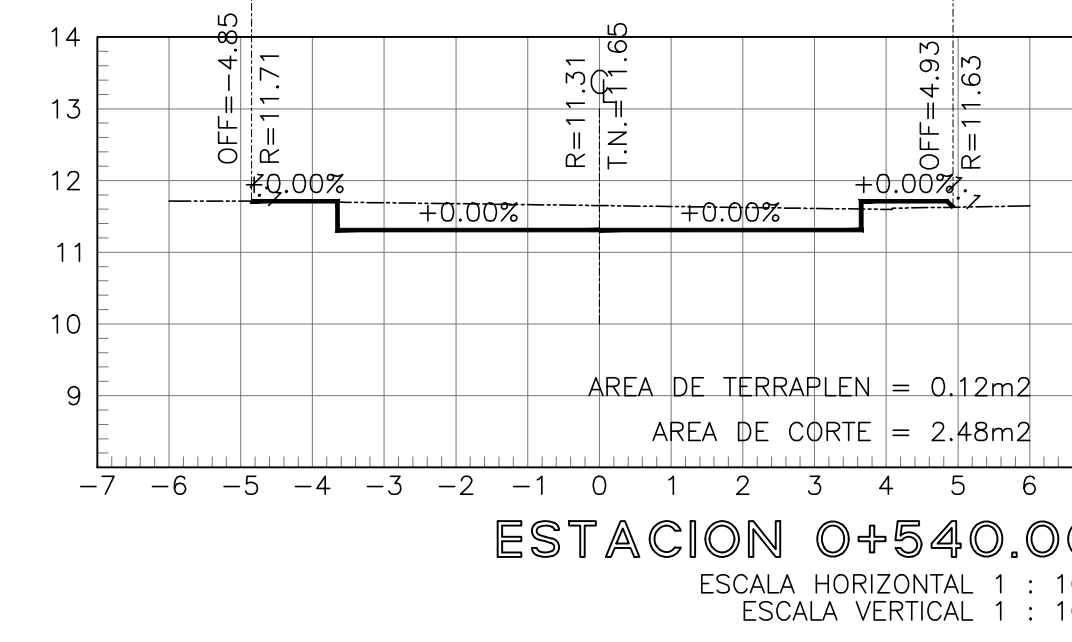 OFF=-4.85
R=11.71
R=11.31
T.N.=11.65
OFF=4.93
R=11.63
14
13
12
11
10
9
+0.00%
+0.00%
+0.00%
+0.00%
AREA DE TERRAPLEN = 0.12m2
AREA DE CORTE = 2.48m2
-7 -6 -5 -4 -3 -2 -1 0 1 2 3 4 5 6
ESTACION 0+540.0
ESCALA HORIZONTAL 1 : 1
ESCALA VERTICAL 1 : 1